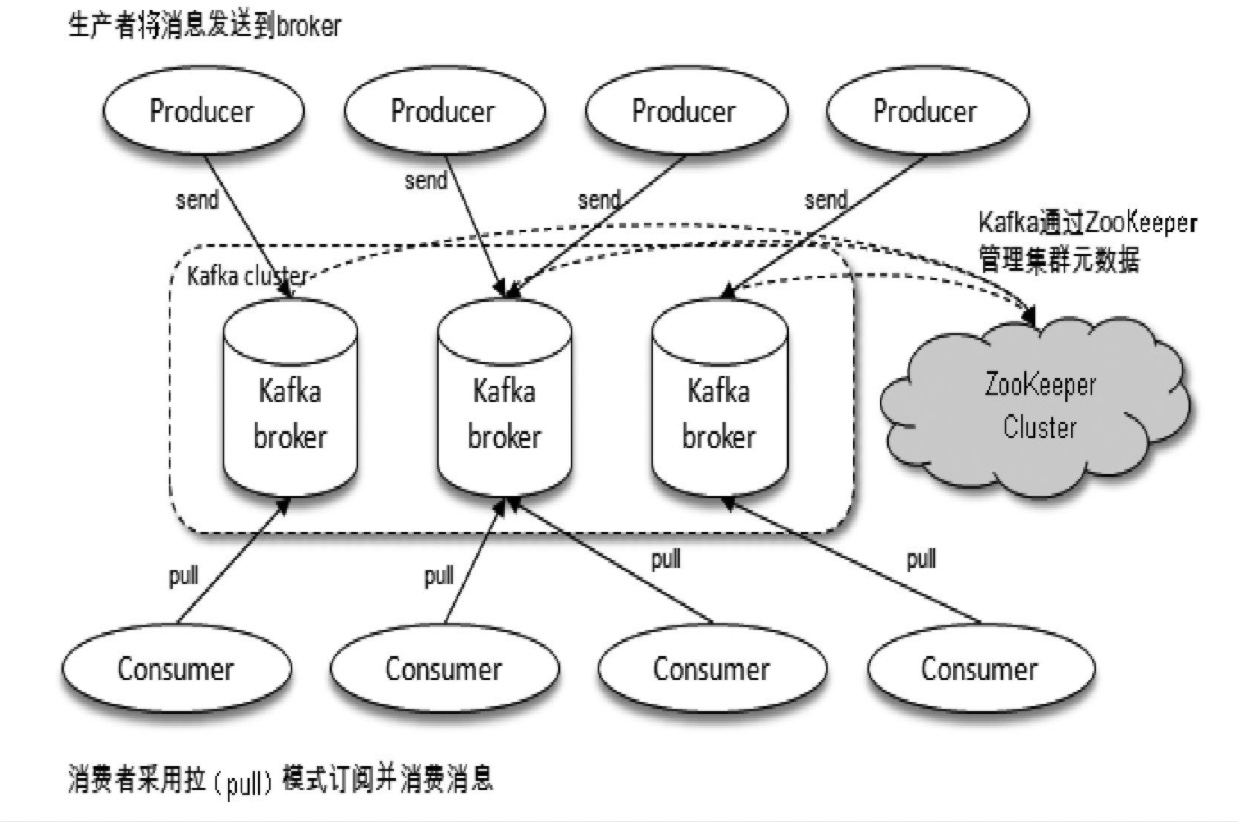 生产者将消息发送到broker
Producer
Producer
Producer
Producer
send
send
send
send
Kafka通过ZooKeeper
管理集群元数据
Kafka cluster
Kafka
broker
Kafka
broker
Kafka
broker
ZooKeeper
Cluster
pull
pull
pull
pull
Consumer
Consumer
Consumer
Consumer
消费者采用拉（pull）模式订阅并消费消息